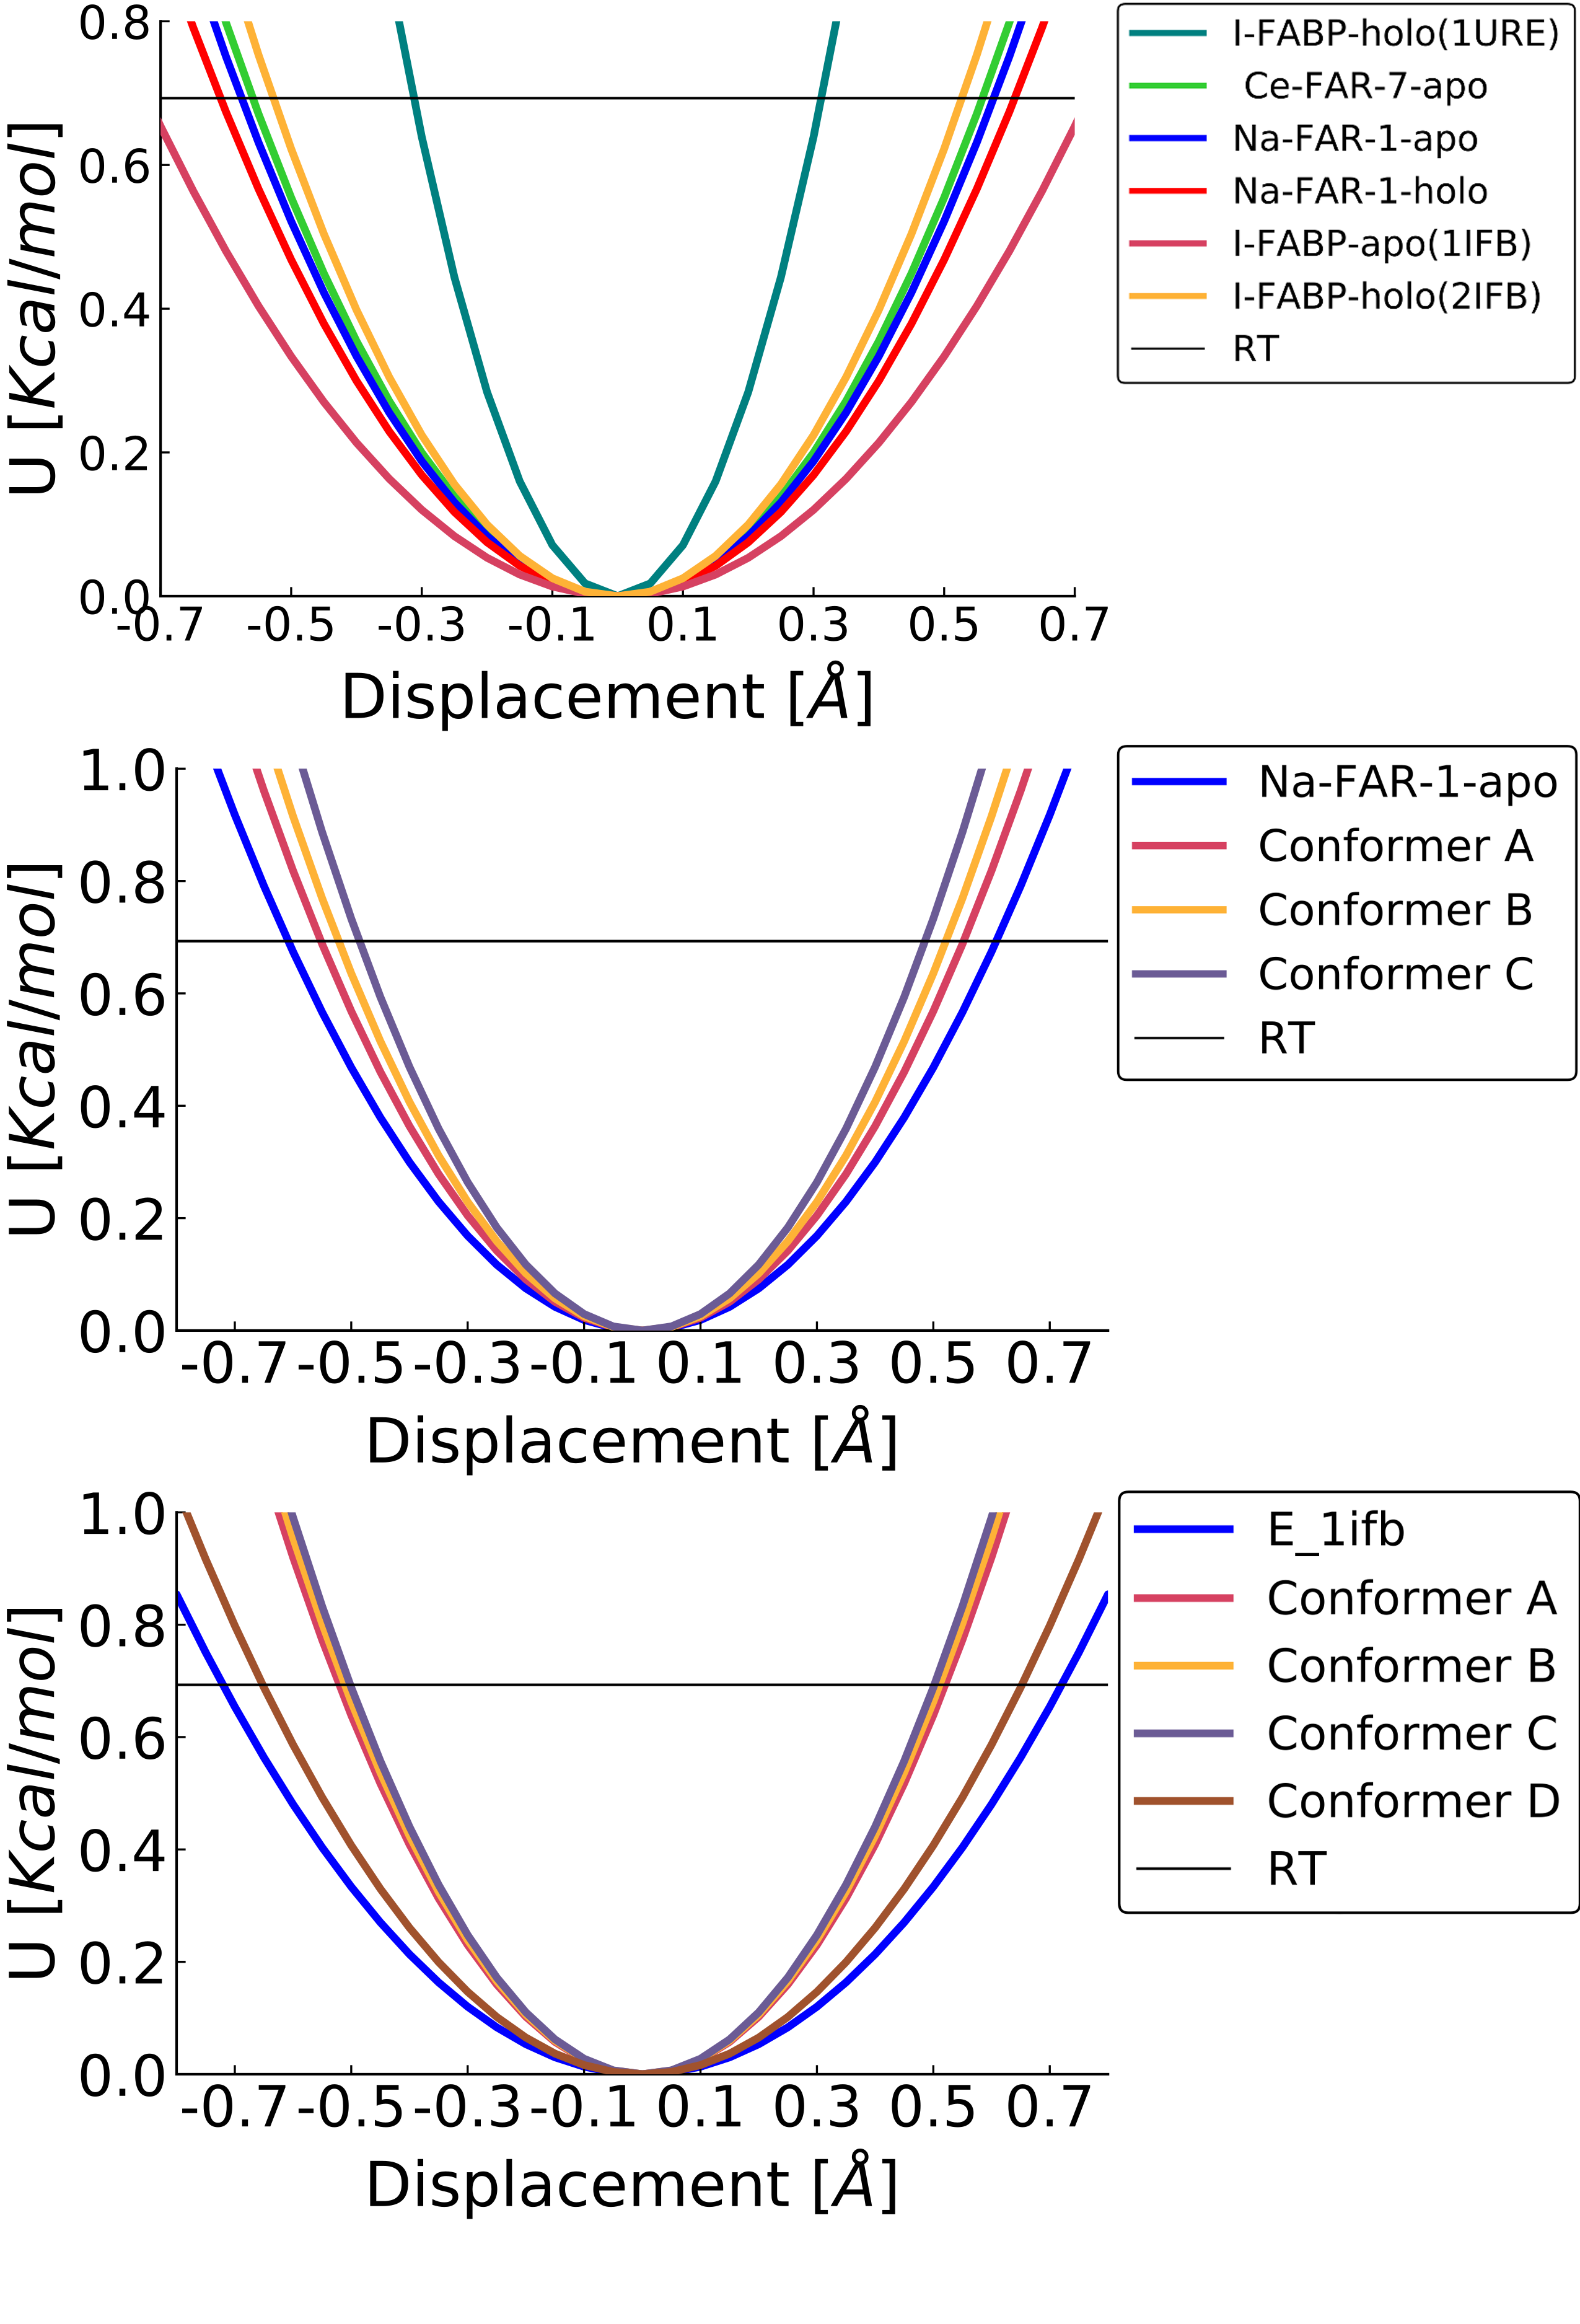 U [Kcal/mol]
0.8
0.6
0.4
0.2
0.0
-0.7 -0.5 -0.3 -0.1 0.1 0.3 0.5 0.7
Displacement [Å]
I-FABP-holo(1URE)
Ce-FAR-7-apo
Na-FAR-1-apo
Na-FAR-1-holo
I-FABP-apo(1IFB)
I-FABP-holo(2IFB)
RT
U [Kcal/mol]
1.0
0.8
0.6
0.4
0.2
0.0
-0.7 -0.5 -0.3 -0.1 0.1 0.3 0.5 0.7
Displacement [Å]
Na-FAR-1-apo
Conformer A
Conformer B
Conformer C
RT
U [Kcal/mol]
1.0
0.8
0.6
0.4
0.2
0.0
-0.7 -0.5 -0.3 -0.1 0.1 0.3 0.5 0.7
Displacement [Å]
E_1ifb
Conformer A
Conformer B
Conformer C
Conformer D
RT